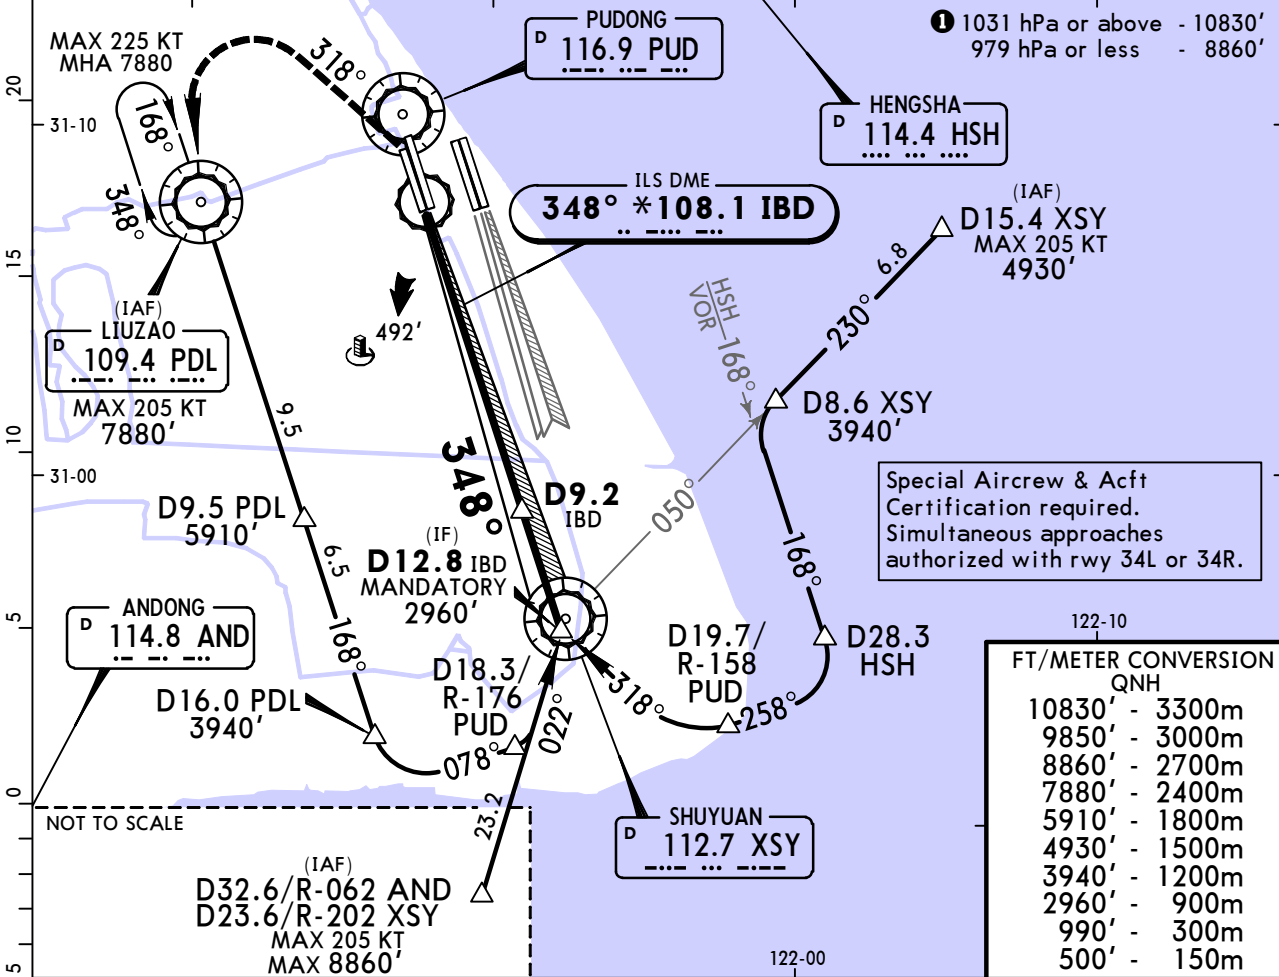 MAX 225 KT
MHA 7880
318°
PUDONG
D 116.9 PUD
❶ 1031 hPa or above - 10830'
979 hPa or less - 8860'
HENGSHA
D 114.4 HSH
20
31-10
168°
348°
ILS DME
348° *108.1 IBD
(IAF)
D15.4 XSY
MAX 205 KT
4930'
6.8
230°
15
(IAF)
LIUZAO
D 109.4 PDL
MAX 205 KT
7880'
492'
HSH
VOR
168°
D8.6 XSY
3940'
9.5
10
31-00
348°
050°
D9.5 PDL
5910'
6.5
D9.2
IBD
(IF)
D12.8 IBD
MANDATORY
2960'
168°
Special Aircrew & Acft
Certification required.
Simultaneous approaches
authorized with rwy 34L or 34R.
ANDONG
D 114.8 AND
5
168°
D16.0 PDL
3940'
D18.3/
R-176
PUD
078°
022°
318°
D19.7/
R-158
PUD
258°
D28.3
HSH
122-10
FT/METER CONVERSION
QNH
10830' - 3300m
9850' - 3000m
8860' - 2700m
7880' - 2400m
5910' - 1800m
4930' - 1500m
3940' - 1200m
2960' - 900m
990' - 300m
500' - 150m
0
NOT TO SCALE
23.2
SHUYUAN
D 112.7 XSY
(IAF)
D32.6/R-062 AND
D23.6/R-202 XSY
MAX 205 KT
MAX 8860'
122-00
5